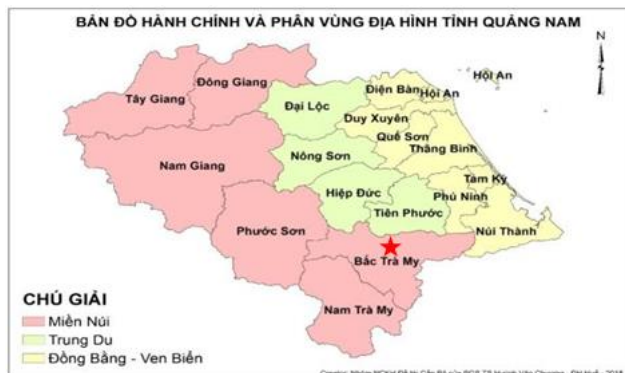 BẢN ĐỒ HÀNH CHÍNH VÀ PHÂN VÙNG ĐỊA HÌNH TỈNH QUẢNG NAM
N
Hội An
Đông Giang
Tây Giang
Điện Bàn
Hội An
Đại Lộc
Duy Xuyên
Quế Sơn
Thăng Bình
Nông Sơn
Nam Giang
Tam Kỳ
Hiệp Đức
Phú Ninh
Tiên Phước
Phước Sơn
Núi Thành
Bắc Trà My
Nam Trà My
CHÚ GIẢI
Miền Núi
Trung Du
Đồng Bằng - Ven Biển